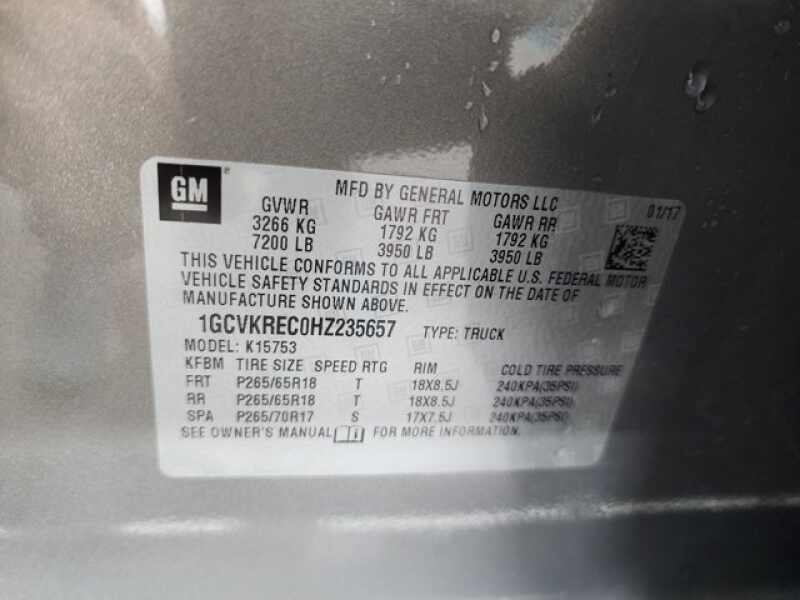 GM
MFD BY GENERAL MOTORS LLC
01/17
GVWR GAWR FRT GAWR RR
3266 KG 1792 KG 1792 KG
7200 LB 3950 LB 3950 LB
THIS VEHICLE CONFORMS TO ALL APPLICABLE U.S. FEDERAL MOTOR
VEHICLE SAFETY STANDARDS IN EFFECT ON THE DATE OF
MANUFACTURE SHOWN ABOVE.
1GCVKREC0HZ235657 TYPE: TRUCK
MODEL: K15753
KFBM TIRE SIZE SPEED RTG RIM COLD TIRE PRESSURE
FRT P265/65R18 T 18X8.5J 240KPA(35PSI)
RR P265/65R18 T 18X8.5J 240KPA(35PSI)
SPA P265/70R17 S 17X7.5J 240KPA(35PSI)
SEE OWNER'S MANUAL FOR MORE INFORMATION.